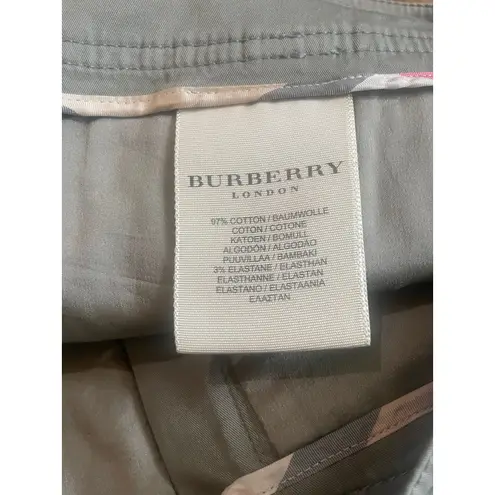 BURBERRY
LONDON
97% COTTON / BAUMWOLLE
COTON / COTONE
KATOEN / BOMULL
ALGODÓN / ALGODÃO
PUUVILLAA / BAMBAKI
3% ELASTANE / ELASTHAN
ELASTHANNE / ELASTAN
ELASTANO / ELASTAANIA
ΕΛΑΣΤΑΝ